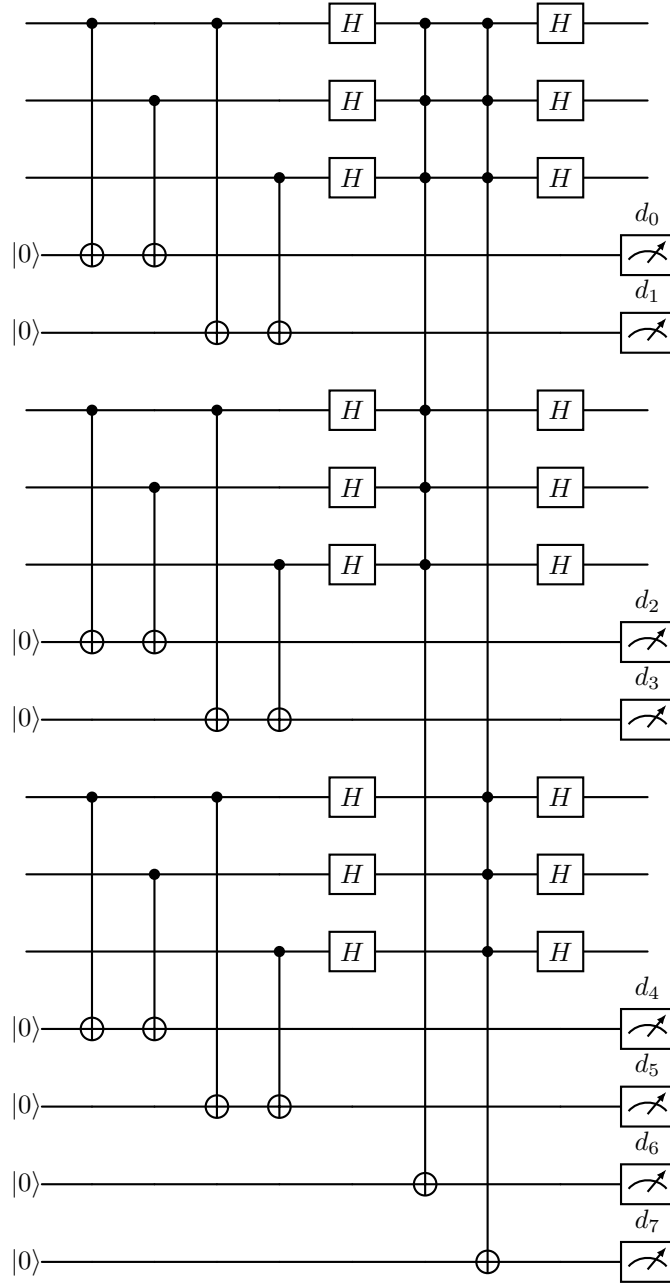 H H
H H
H H
|0⟩ d₀
|0⟩ d₁
H H
H H
H H
|0⟩ d₂
|0⟩ d₃
H H
H H
H H
|0⟩ d₄
|0⟩ d₅
|0⟩ d₆
|0⟩ d₇